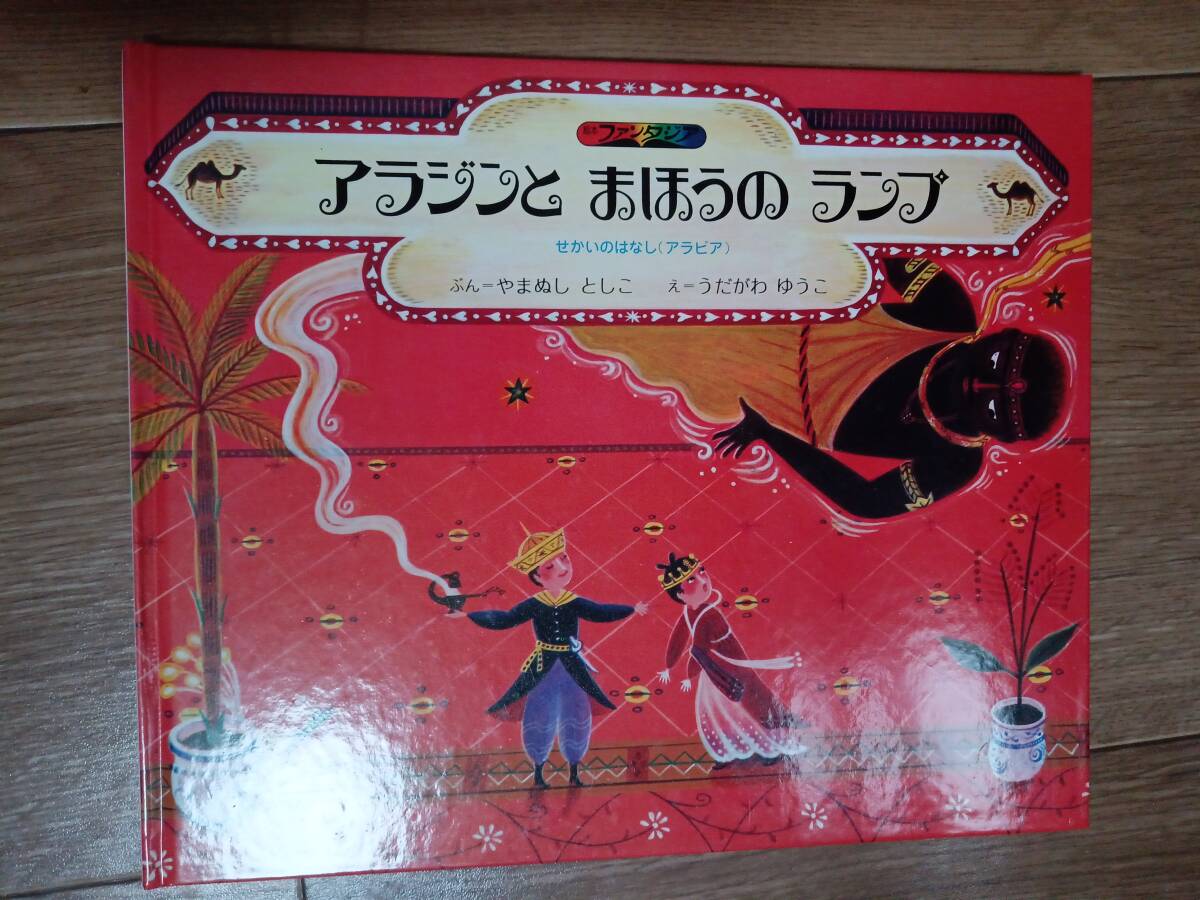 絵本ファンタジア
アラジンと まほうの ランプ
せかいのはなし(アラビア)
ぶん=やまぬし としこ え=うだがわ ゆうこ